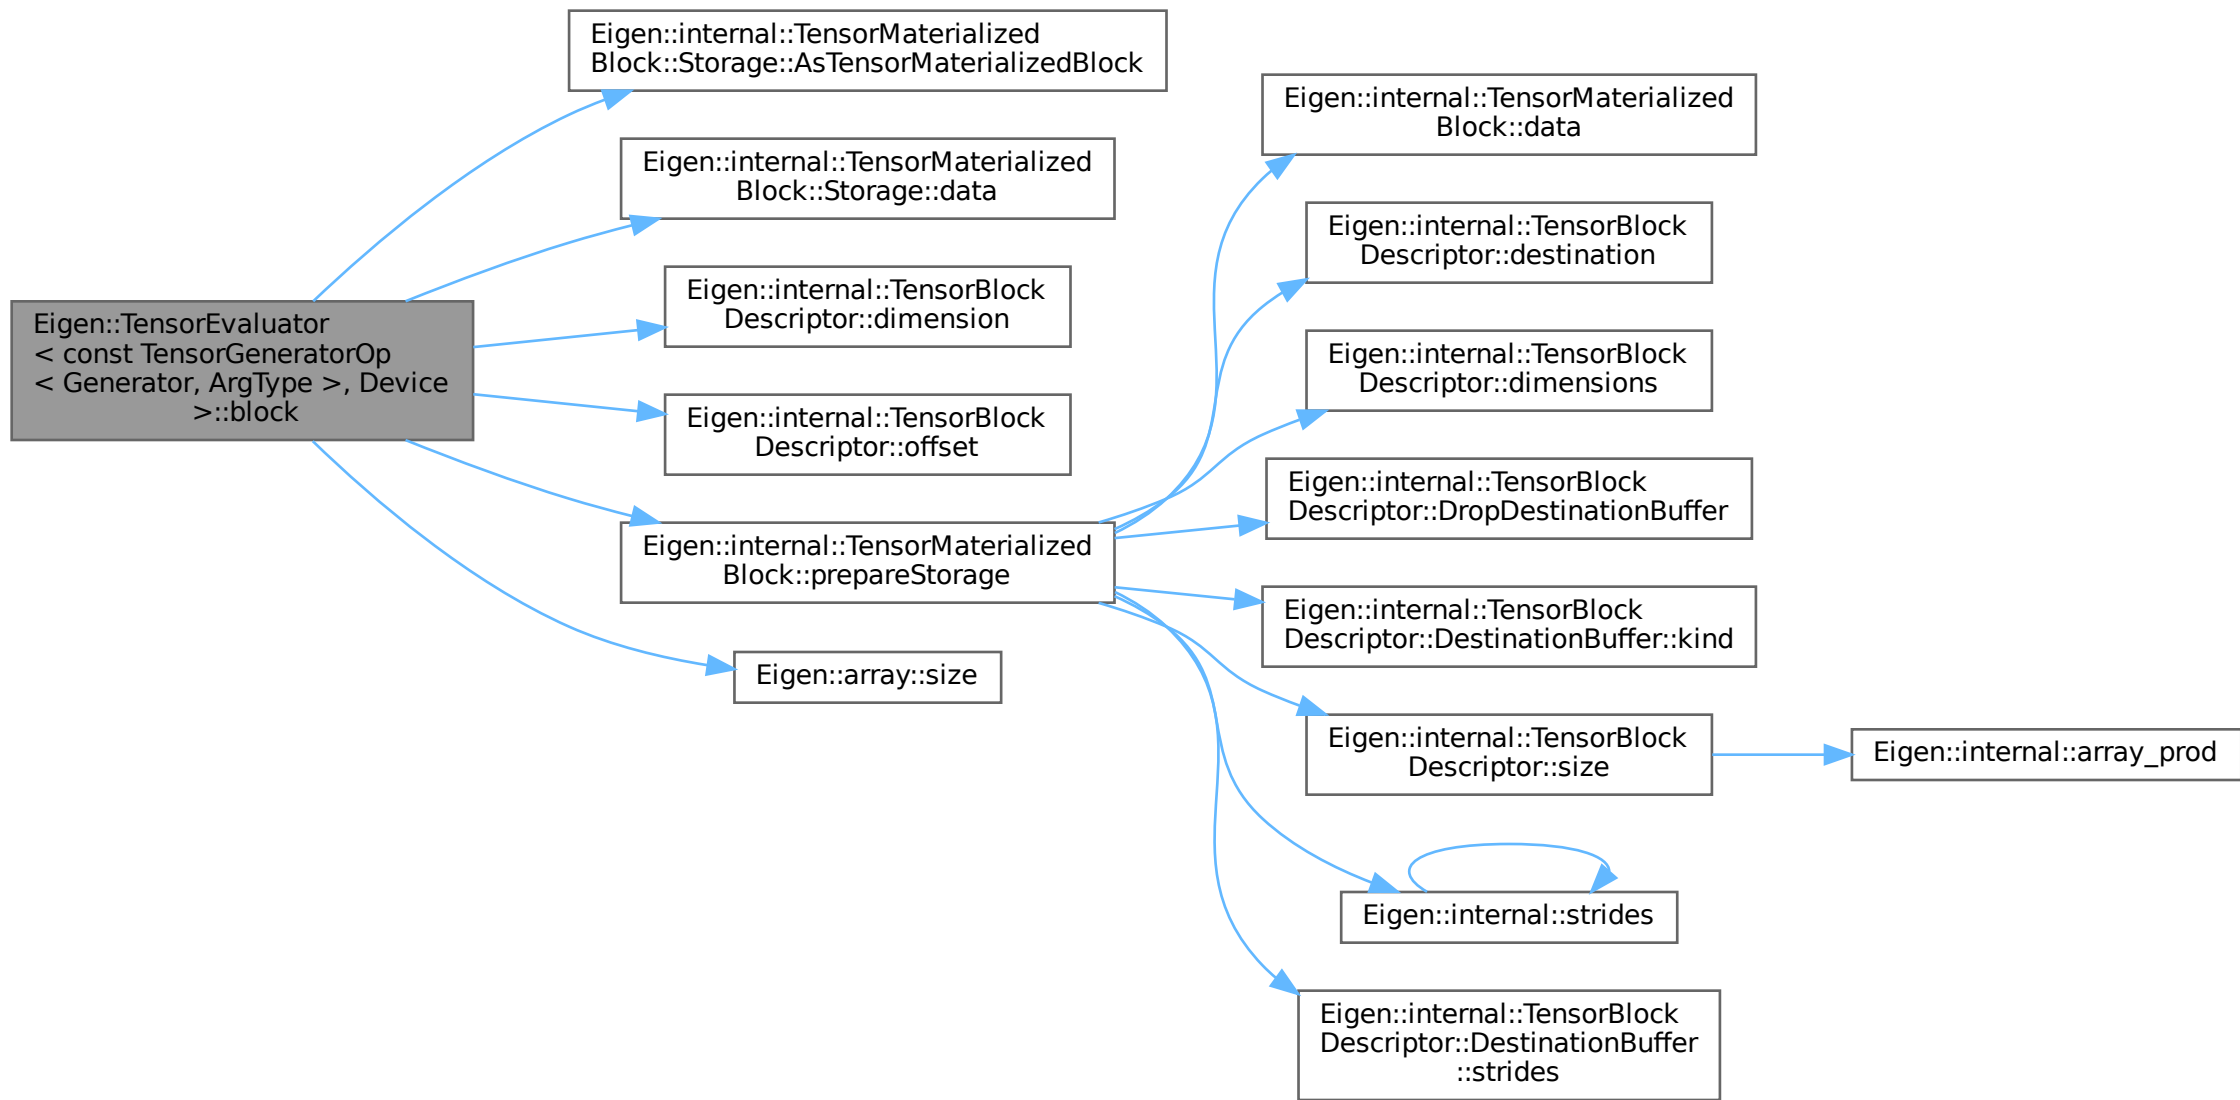 Eigen::TensorEvaluator
< const TensorGeneratorOp
< Generator, ArgType >, Device
>::block
Eigen::internal::TensorMaterialized
Block::Storage::AsTensorMaterializedBlock
Eigen::internal::TensorMaterialized
Block::Storage::data
Eigen::internal::TensorBlock
Descriptor::dimension
Eigen::internal::TensorBlock
Descriptor::offset
Eigen::internal::TensorMaterialized
Block::prepareStorage
Eigen::array::size
Eigen::internal::TensorMaterialized
Block::data
Eigen::internal::TensorBlock
Descriptor::destination
Eigen::internal::TensorBlock
Descriptor::dimensions
Eigen::internal::TensorBlock
Descriptor::DropDestinationBuffer
Eigen::internal::TensorBlock
Descriptor::DestinationBuffer::kind
Eigen::internal::TensorBlock
Descriptor::size
Eigen::internal::strides
Eigen::internal::TensorBlock
Descriptor::DestinationBuffer
::strides
Eigen::internal::array_prod